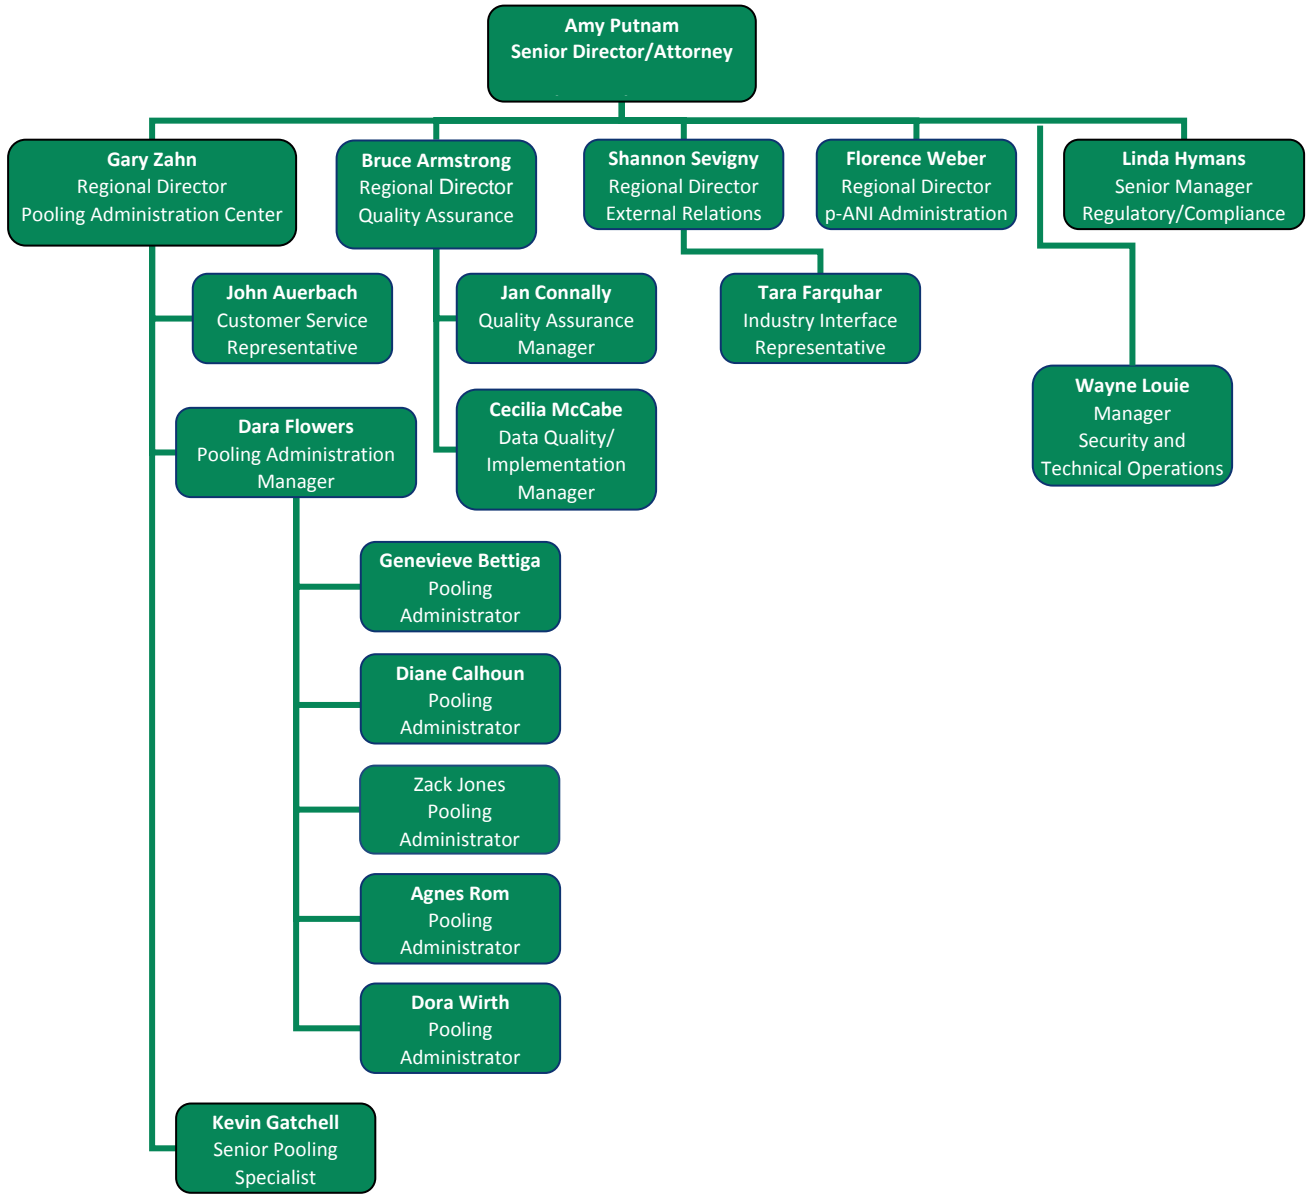 Amy Putnam
Senior Director/Attorney
Gary Zahn
Regional Director
Pooling Administration Center
Bruce Armstrong
Regional Director
Quality Assurance
Shannon Sevigny
Regional Director
External Relations
Florence Weber
Regional Director
p-ANI Administration
Linda Hymans
Senior Manager
Regulatory/Compliance
John Auerbach
Customer Service
Representative
Jan Connally
Quality Assurance
Manager
Tara Farquhar
Industry Interface
Representative
Wayne Louie
Manager
Security and
Technical Operations
Dara Flowers
Pooling Administration
Manager
Cecilia McCabe
Data Quality/
Implementation
Manager
Genevieve Bettiga
Pooling
Administrator
Diane Calhoun
Pooling
Administrator
Zack Jones
Pooling
Administrator
Agnes Rom
Pooling
Administrator
Dora Wirth
Pooling
Administrator
Kevin Gatchell
Senior Pooling
Specialist